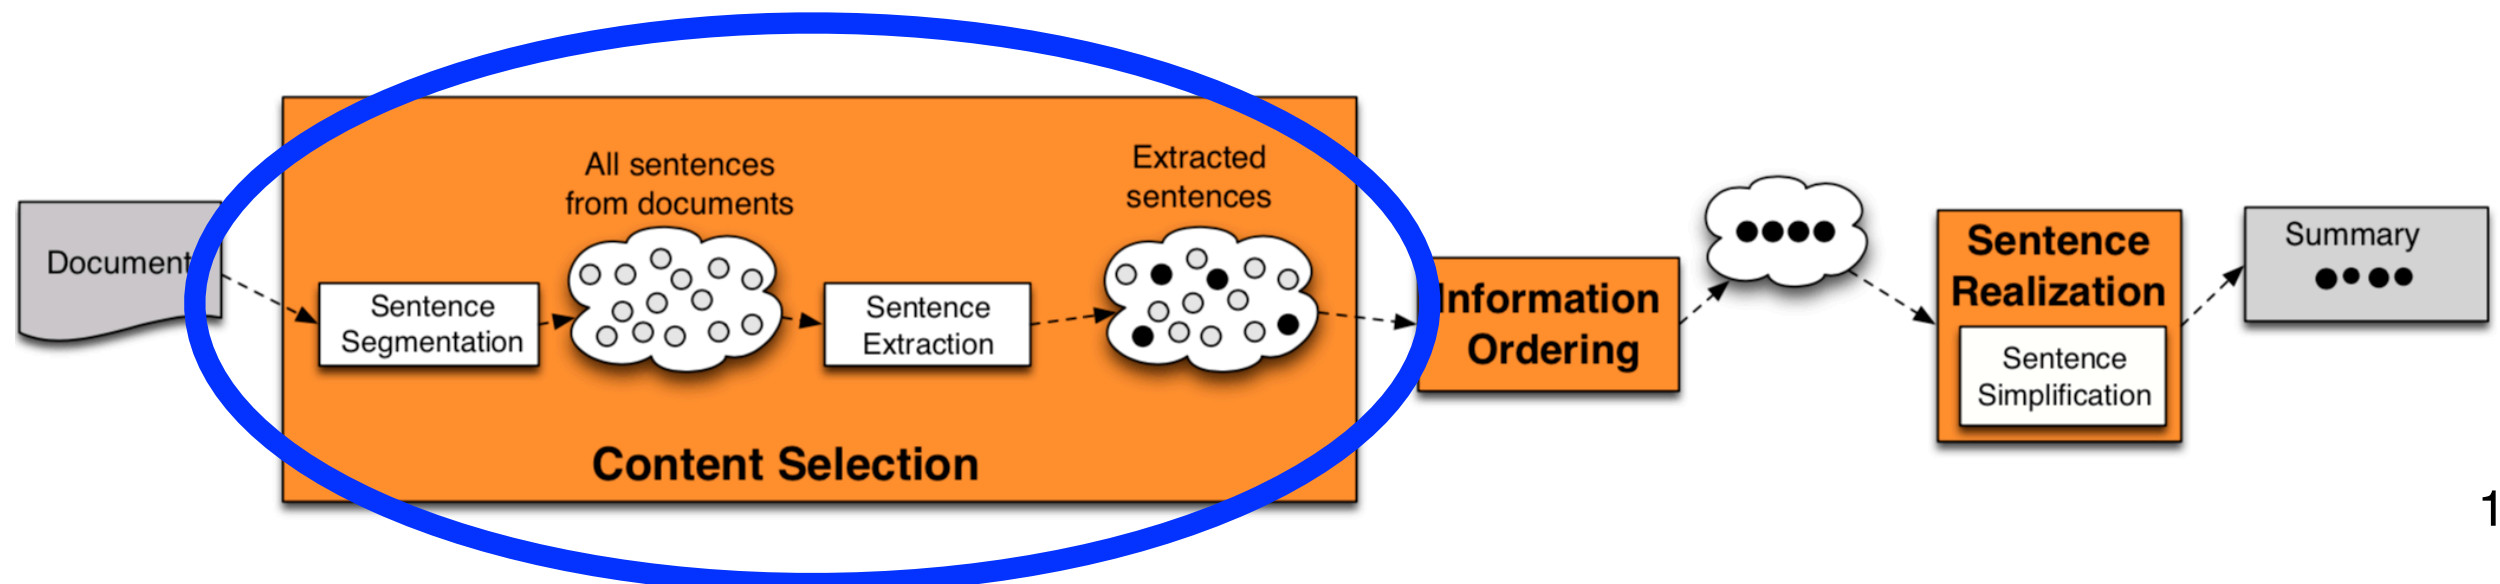 Document
Sentence
Segmentation
All sentences
from documents
Sentence
Extraction
Extracted
sentences
Content Selection
Information
Ordering
Sentence
Realization
Sentence
Simplification
Summary
1